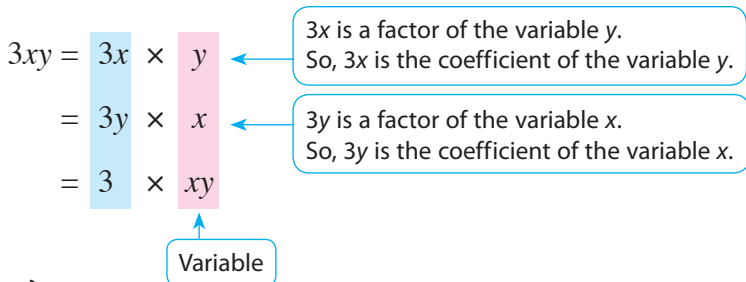 3xy = 3x × y
3x is a factor of the variable y.
So, 3x is the coefficient of the variable y.
= 3y × x
3y is a factor of the variable x.
So, 3y is the coefficient of the variable x.
= 3 × xy
Variable